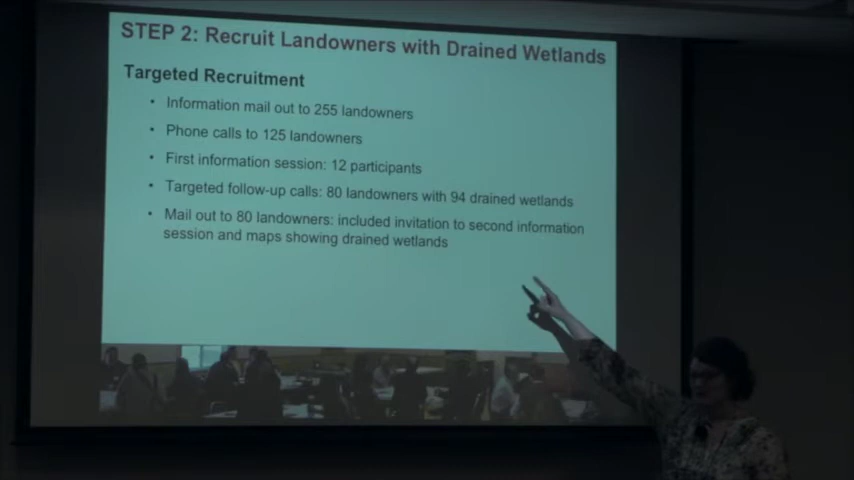 STEP 2: Recruit Landowners with Drained Wetlands
Targeted Recruitment
• Information mail out to 255 landowners
• Phone calls to 125 landowners
• First information session: 12 participants
• Targeted follow-up calls: 80 landowners with 94 drained wetlands
• Mail out to 80 landowners: included invitation to second information
session and maps showing drained wetlands